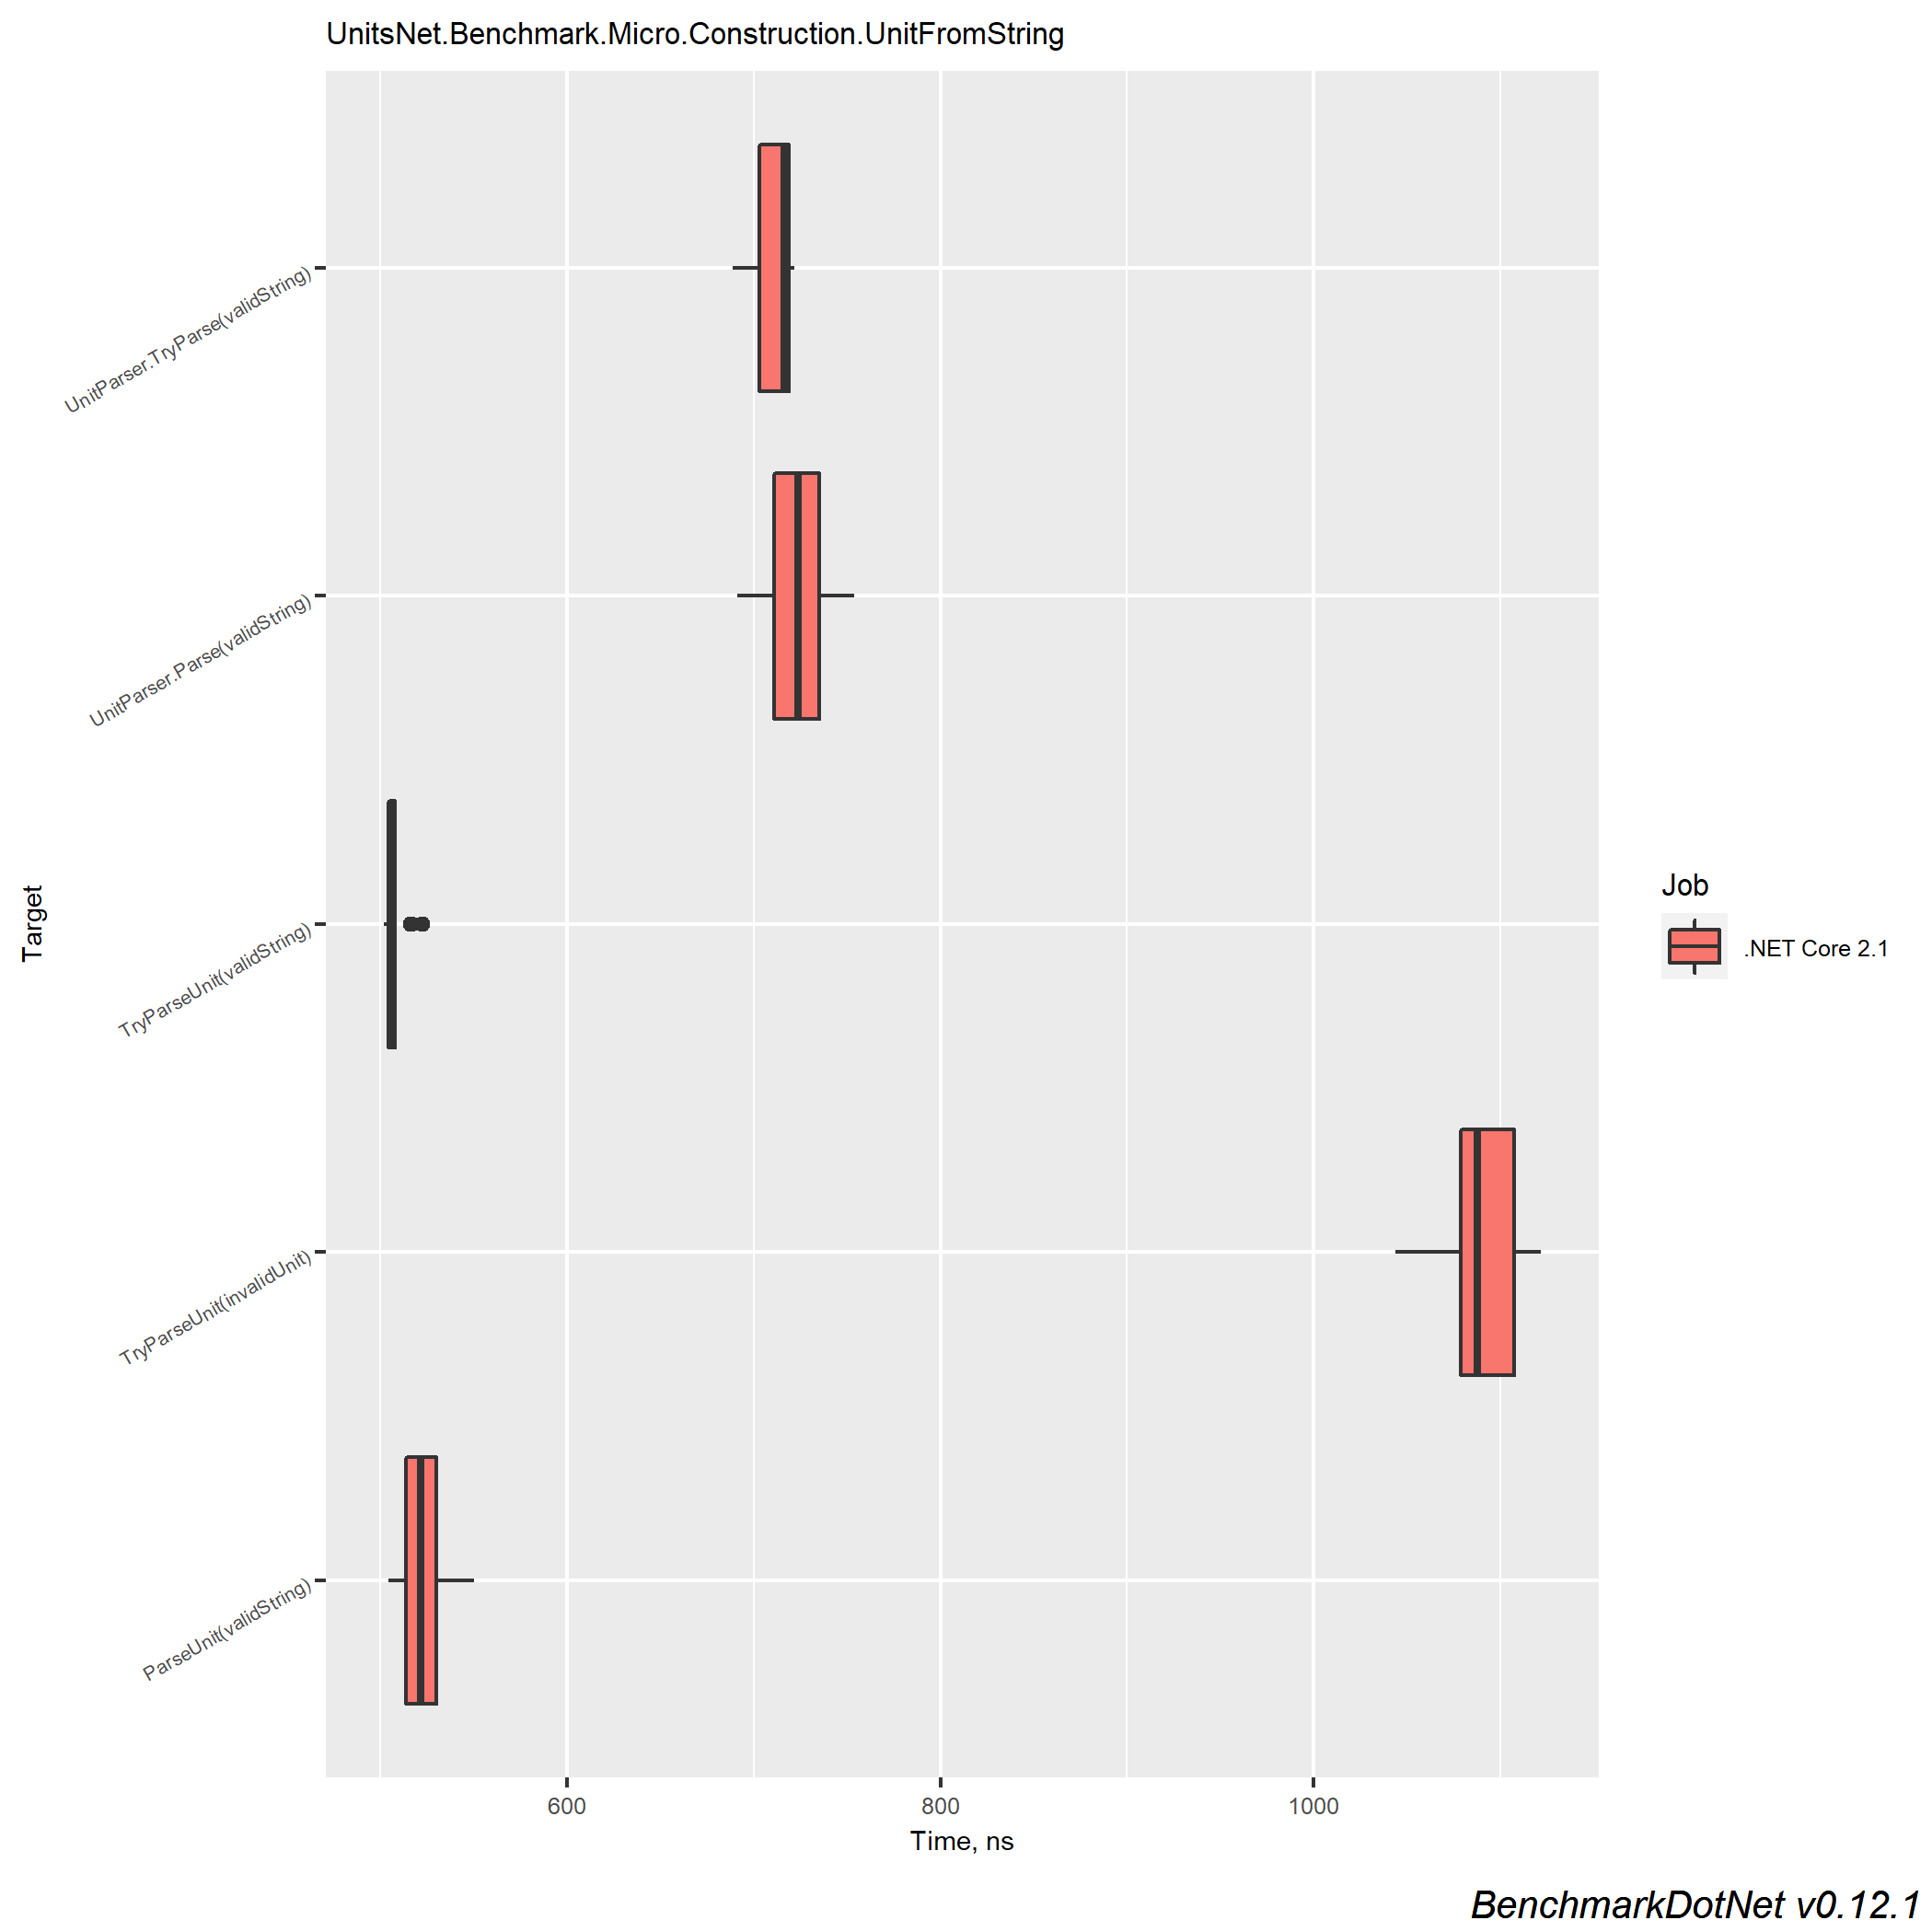 UnitsNet.Benchmark.Micro.Construction.UnitFromString
UnitParser.TryParse(validString)
UnitParser.Parse(validString)
TryParseUnit(validString)
TryParseUnit(invalidUnit)
ParseUnit(validString)
Target
600
800
1000
Time, ns
Job
.NET Core 2.1
BenchmarkDotNet v0.12.1